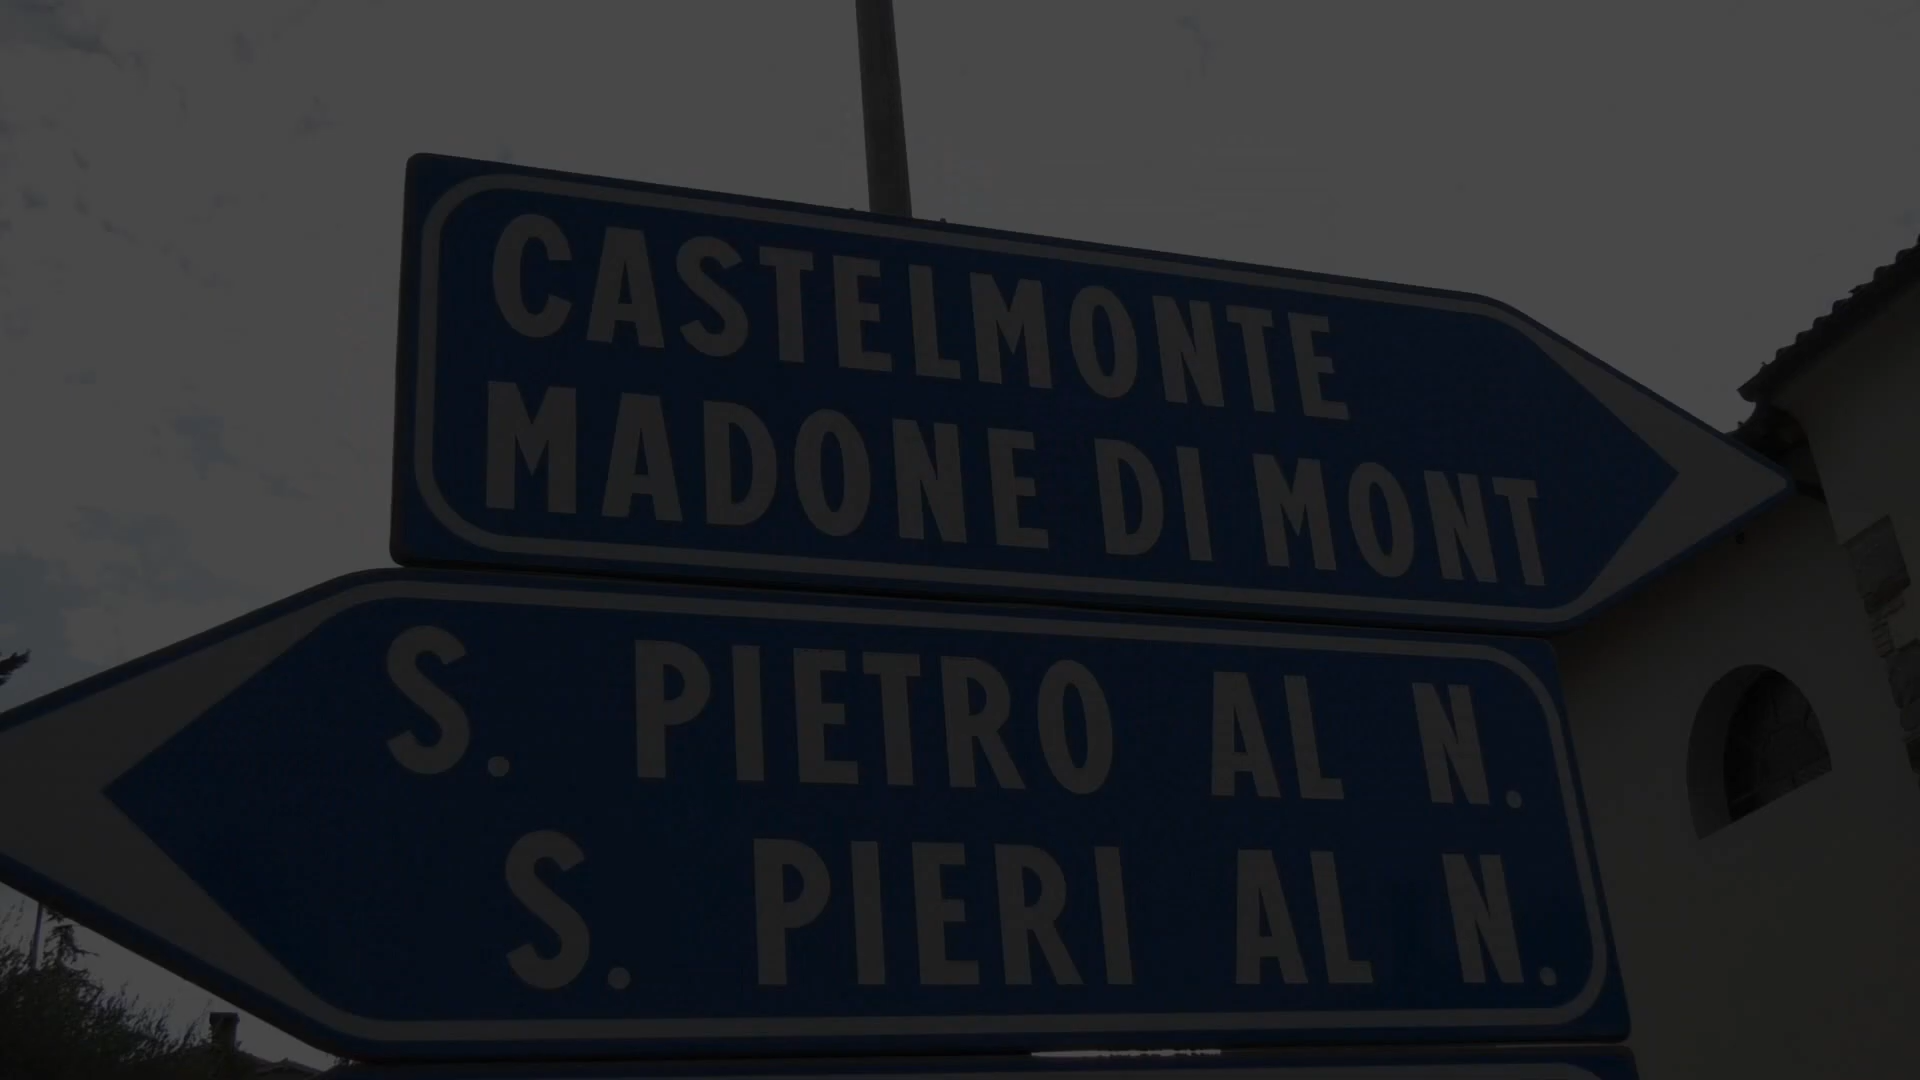 CASTELMONTE
MADONE DI MONT
S. PIETRO AL N.
S. PIERI AL N.